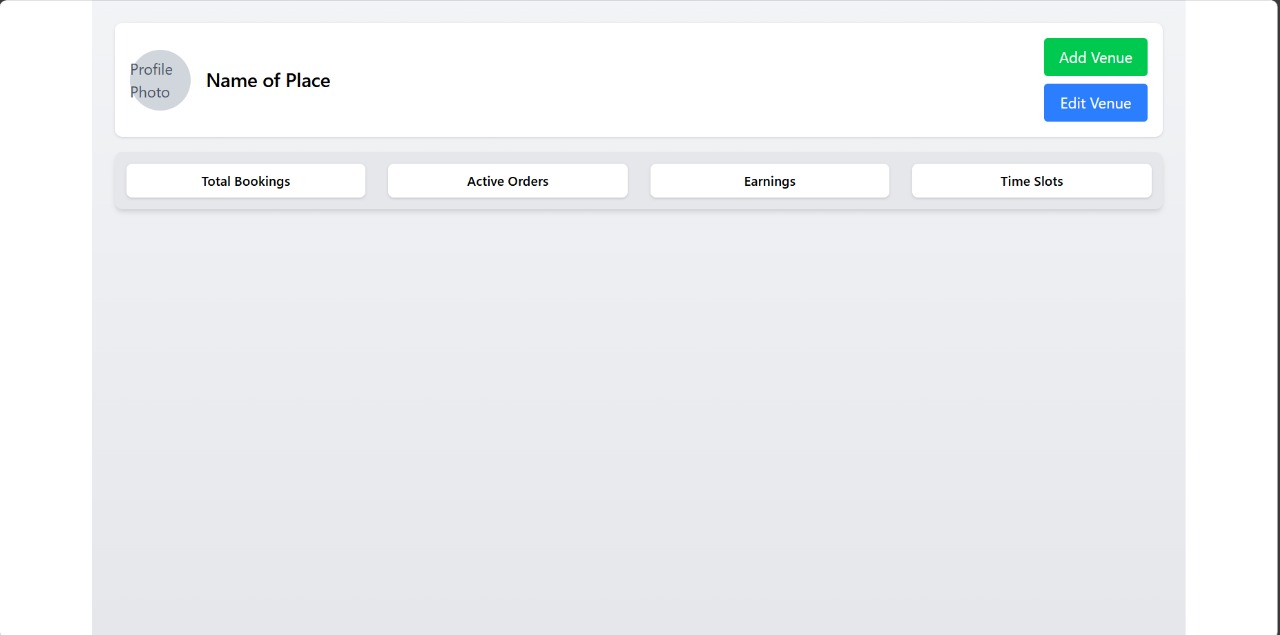 Profile
Photo
Name of Place
Add Venue
Edit Venue
Total Bookings
Active Orders
Earnings
Time Slots